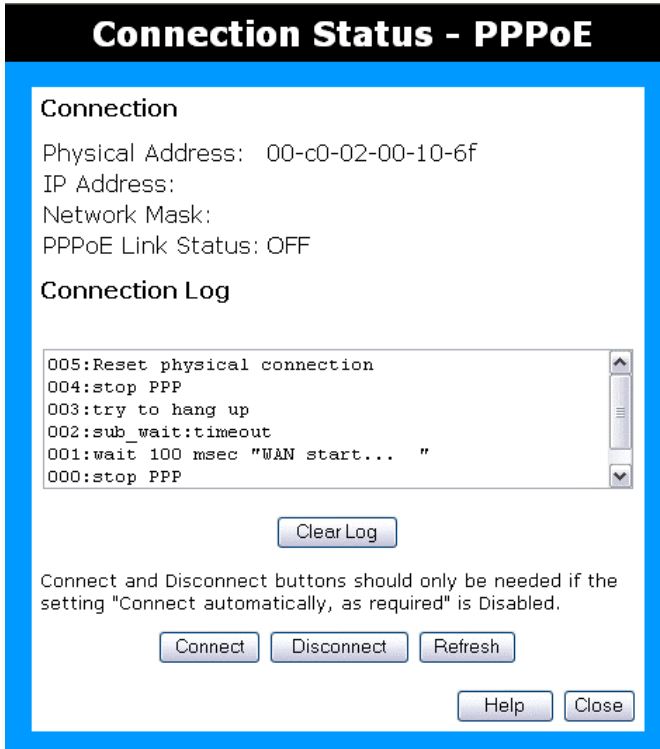 Connection Status - PPPoE
Connection
Physical Address: 00-c0-02-00-10-6f
IP Address:
Network Mask:
PPPoE Link Status: OFF
Connection Log
005:Reset physical connection
004:stop PPP
003:try to hang up
002:sub_wait:timeout
001:wait 100 msec "WAN start...  "
000:stop PPP
Clear Log
Connect and Disconnect buttons should only be needed if the
setting "Connect automatically, as required" is Disabled.
Connect Disconnect Refresh
Help Close